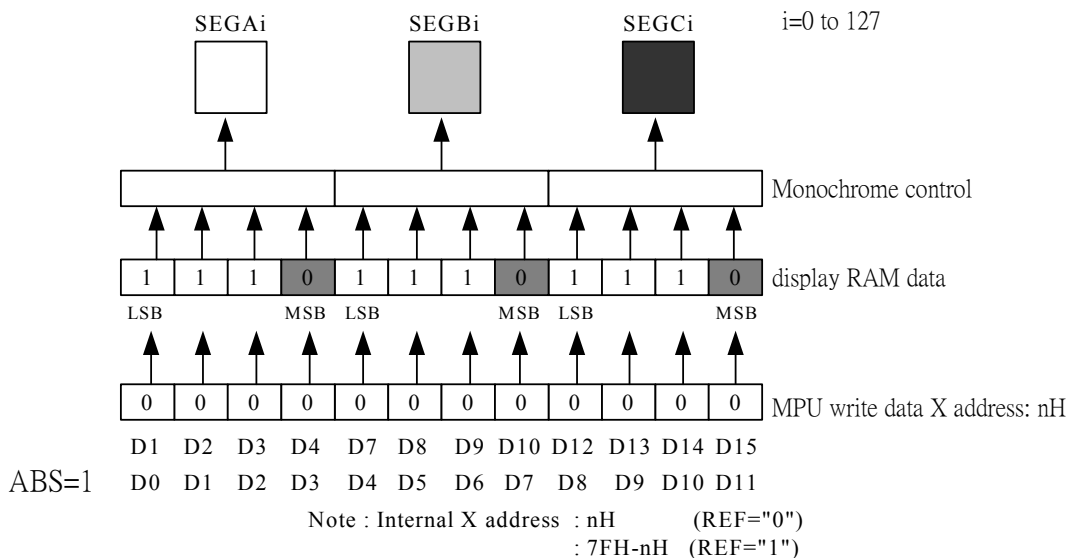 SEGAi SEGBi SEGCi i=0 to 127
Monochrome control
1 1 1 0 1 1 1 0 1 1 1 0 display RAM data
LSB MSB LSB MSB LSB MSB
0 0 0 0 0 0 0 0 0 0 0 0 MPU write data X address: nH
D1 D2 D3 D4 D7 D8 D9 D10 D12 D13 D14 D15
ABS=1 D0 D1 D2 D3 D4 D5 D6 D7 D8 D9 D10 D11
Note : Internal X address : nH (REF="0")
: 7FH-nH (REF="1")